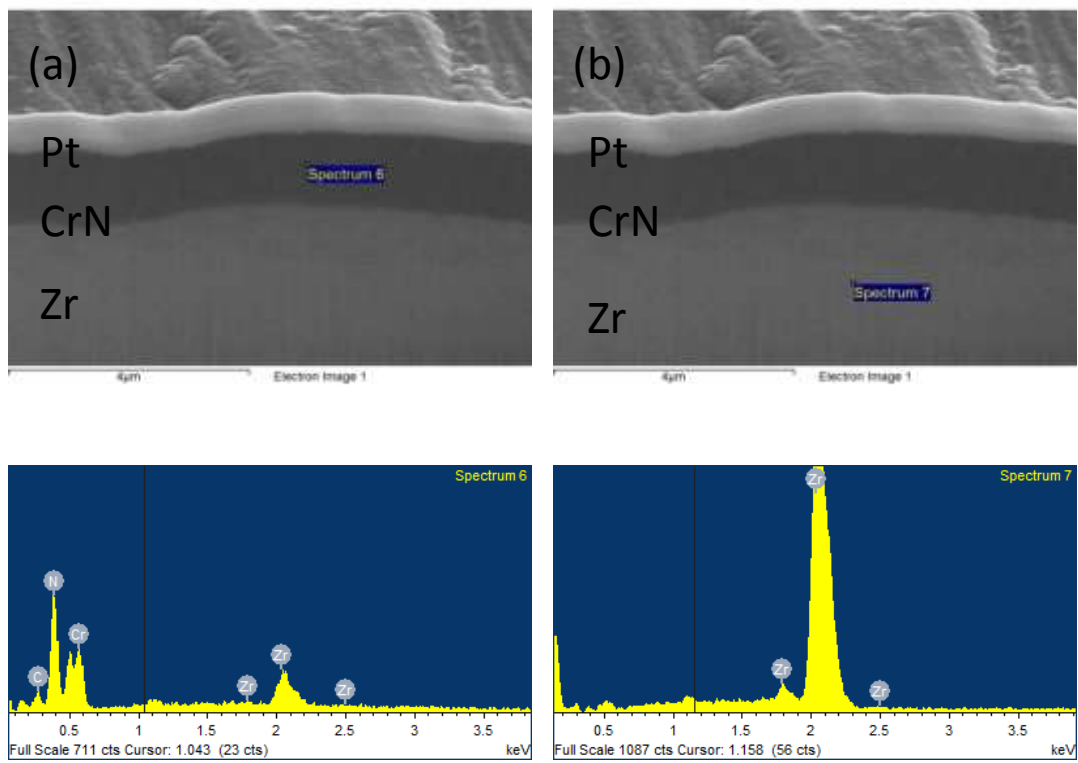 (a)
Pt
Spectrum 6
CrN
Zr
4μm Electron Image 1
(b)
Pt
CrN
Spectrum 7
Zr
4μm Electron Image 1
Spectrum 6
N
Cr
C
Zr
Zr
Zr
0.5 1 1.5 2 2.5 3 3.5
Full Scale 711 cts Cursor: 1.043 (23 cts) keV
Spectrum 7
Zr
Zr
Zr
0.5 1 1.5 2 2.5 3 3.5
Full Scale 1087 cts Cursor: 1.158 (56 cts) keV